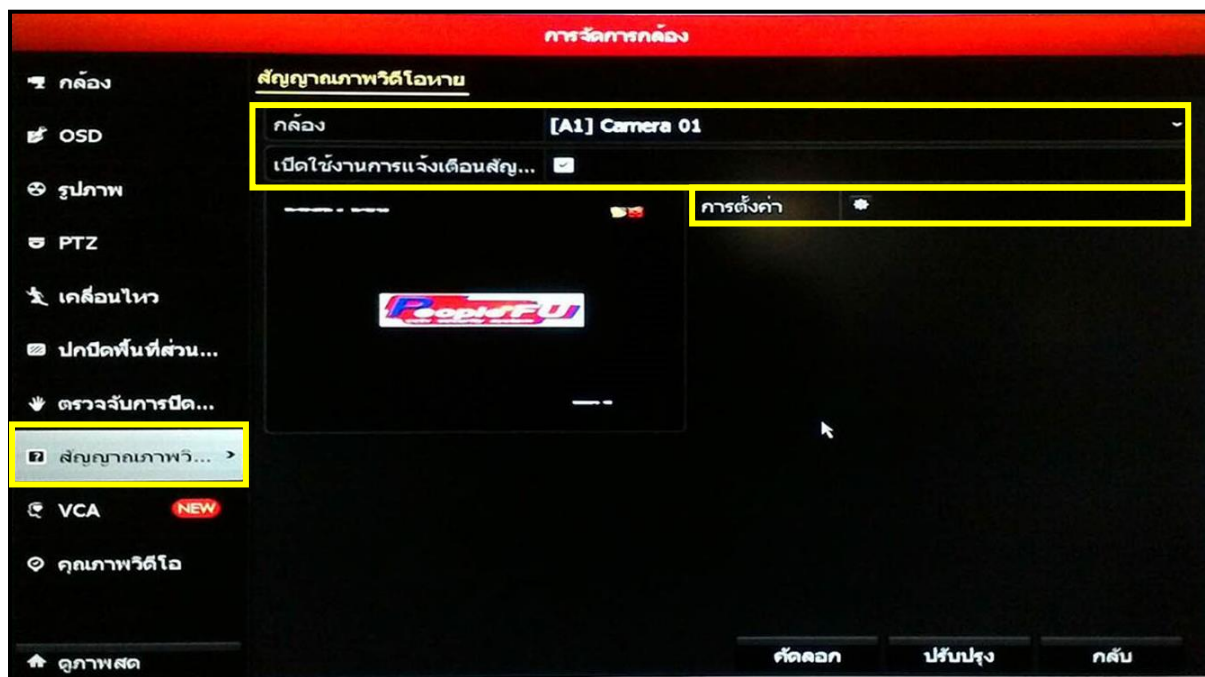 การจัดการกล้อง
กล้อง
OSD
รูปภาพ
PTZ
เคลื่อนไหว
ปกปิดพื้นที่ส่วน...
ตรวจจับการปิด...
สัญญาณภาพวิ... >
VCA NEW
คุณภาพวิดีโอ
ดูภาพสด
สัญญาณภาพวิดีโอหาย
กล้อง [A1] Camera 01
เปิดใช้งานการแจ้งเตือนสัญ...
การตั้งค่า
People FU
คัดลอก ปรับปรุง กลับ